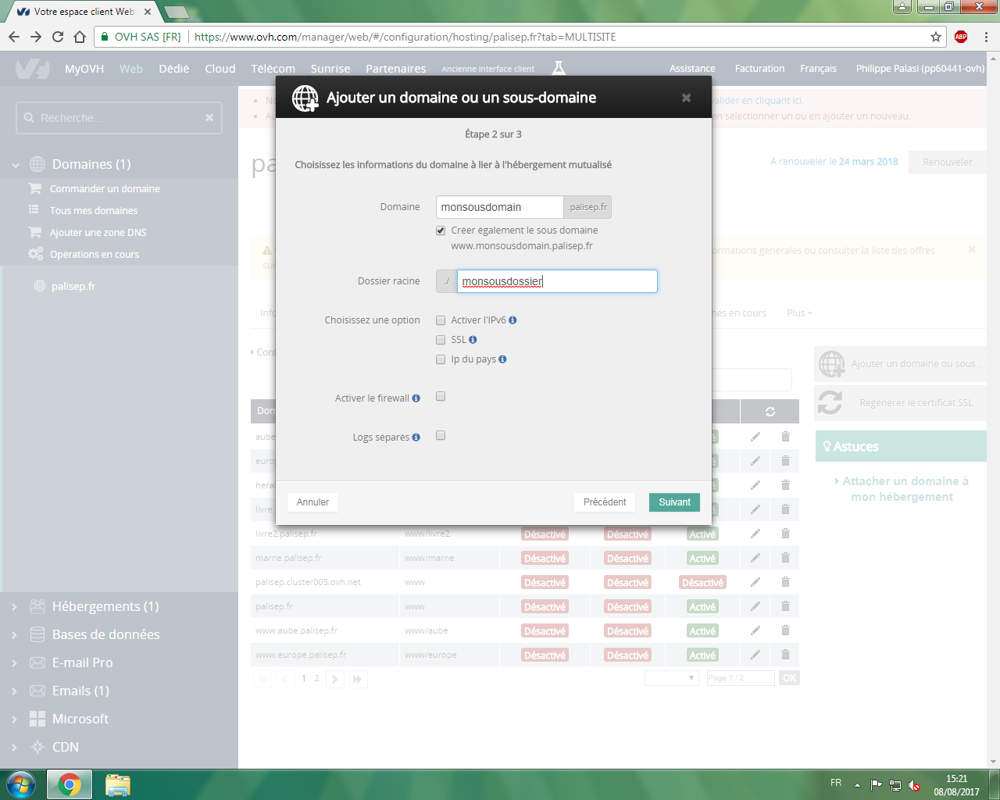 Votre espace client Web
OVH SAS [FR] https://www.ovh.com/manager/web/#/configuration/hosting/palisep.fr?tab=MULTISITE
ABP
MyOVH Web Dédié Cloud Télécom Sunrise Partenaires Ancienne interface client Assistance Facturation Français Philippe Palasi (pp60441-ovh)
Recherche...
Domaines (1)
Commander un domaine
Tous mes domaines
Ajouter une zone DNS
Opérations en cours
palisep.fr
Hébergements (1)
Bases de données
E-mail Pro
Emails (1)
Microsoft
CDN
valider en cliquant ici.
en sélectionner un ou en ajouter un nouveau.
À renouveler le 24 mars 2018 Renouveler
ormations générales ou consulter la liste des offres
Ajouter un domaine ou un sous-domaine
Étape 2 sur 3
Choisissez les informations du domaine à lier à l'hébergement mutualisé
Domaine monsousdomain .palisep.fr
Créer également le sous domaine
www.monsousdomain.palisep.fr
Dossier racine ./ monsousdossier
Choisissez une option Activer l'IPv6
SSL
Ip du pays
Activer le firewall
Logs séparés
Annuler Précédent Suivant
es en cours Plus +
Ajouter un domaine ou sous ...
Regénérer le certificat SSL
Astuces
Attacher un domaine à
mon hébergement
Dom
aube
euro
hera
livre.
livre2.palisep.fr www/livre2 Désactivé Désactivé Activé
marne.palisep.fr www/marne Désactivé Désactivé Activé
palisep.cluster005.ovh.net www Désactivé Désactivé Désactivé
palisep.fr www Désactivé Désactivé Activé
www.aube.palisep.fr www/aube Désactivé Désactivé Activé
www.europe.palisep.fr www/europe Désactivé Désactivé Activé
1 2 Page 1 / 2 OK
FR 15:21
08/08/2017